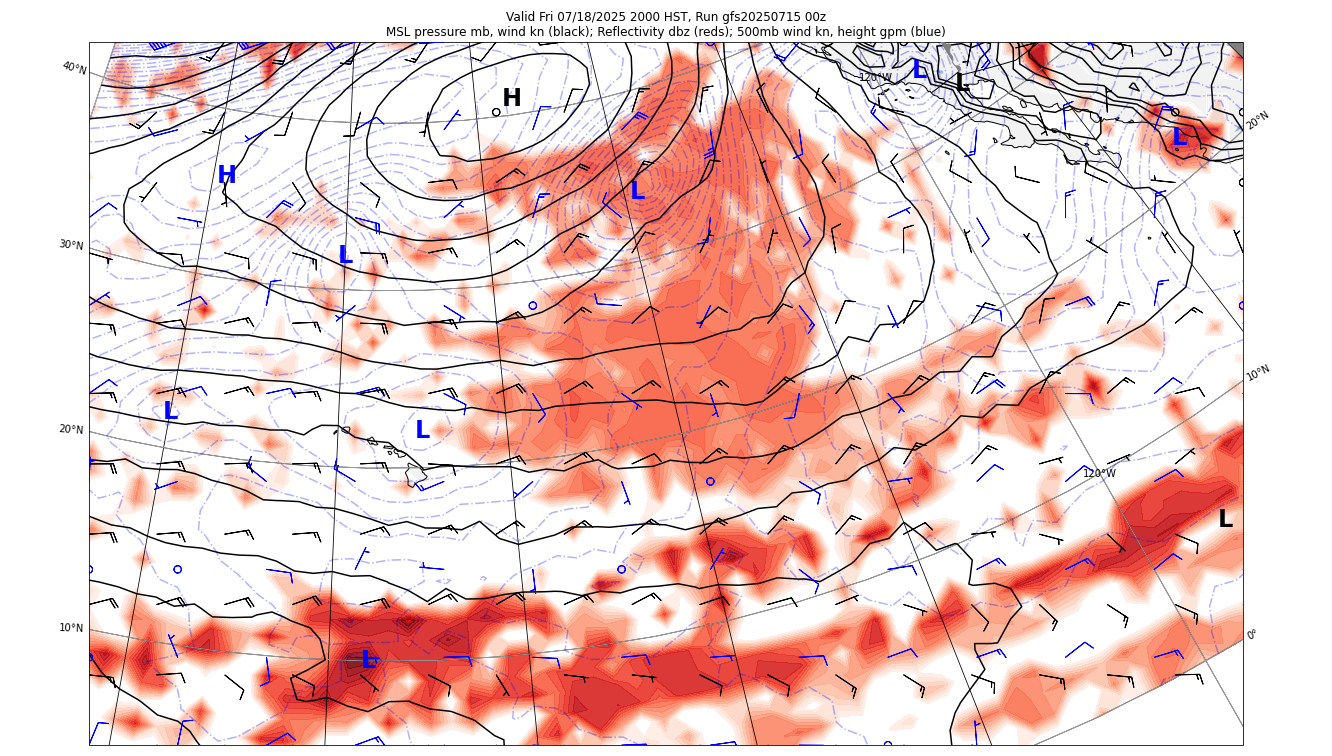 Valid Fri 07/18/2025 2000 HST, Run gfs20250715 00z
MSL pressure mb, wind kn (black); Reflectivity dbz (reds); 500mb wind kn, height gpm (blue)
40°N
120°W
L
L
H
20°N
L
H
L
30°N
L
10°N
L
20°N
L
120°W
L
10°N
0°
L